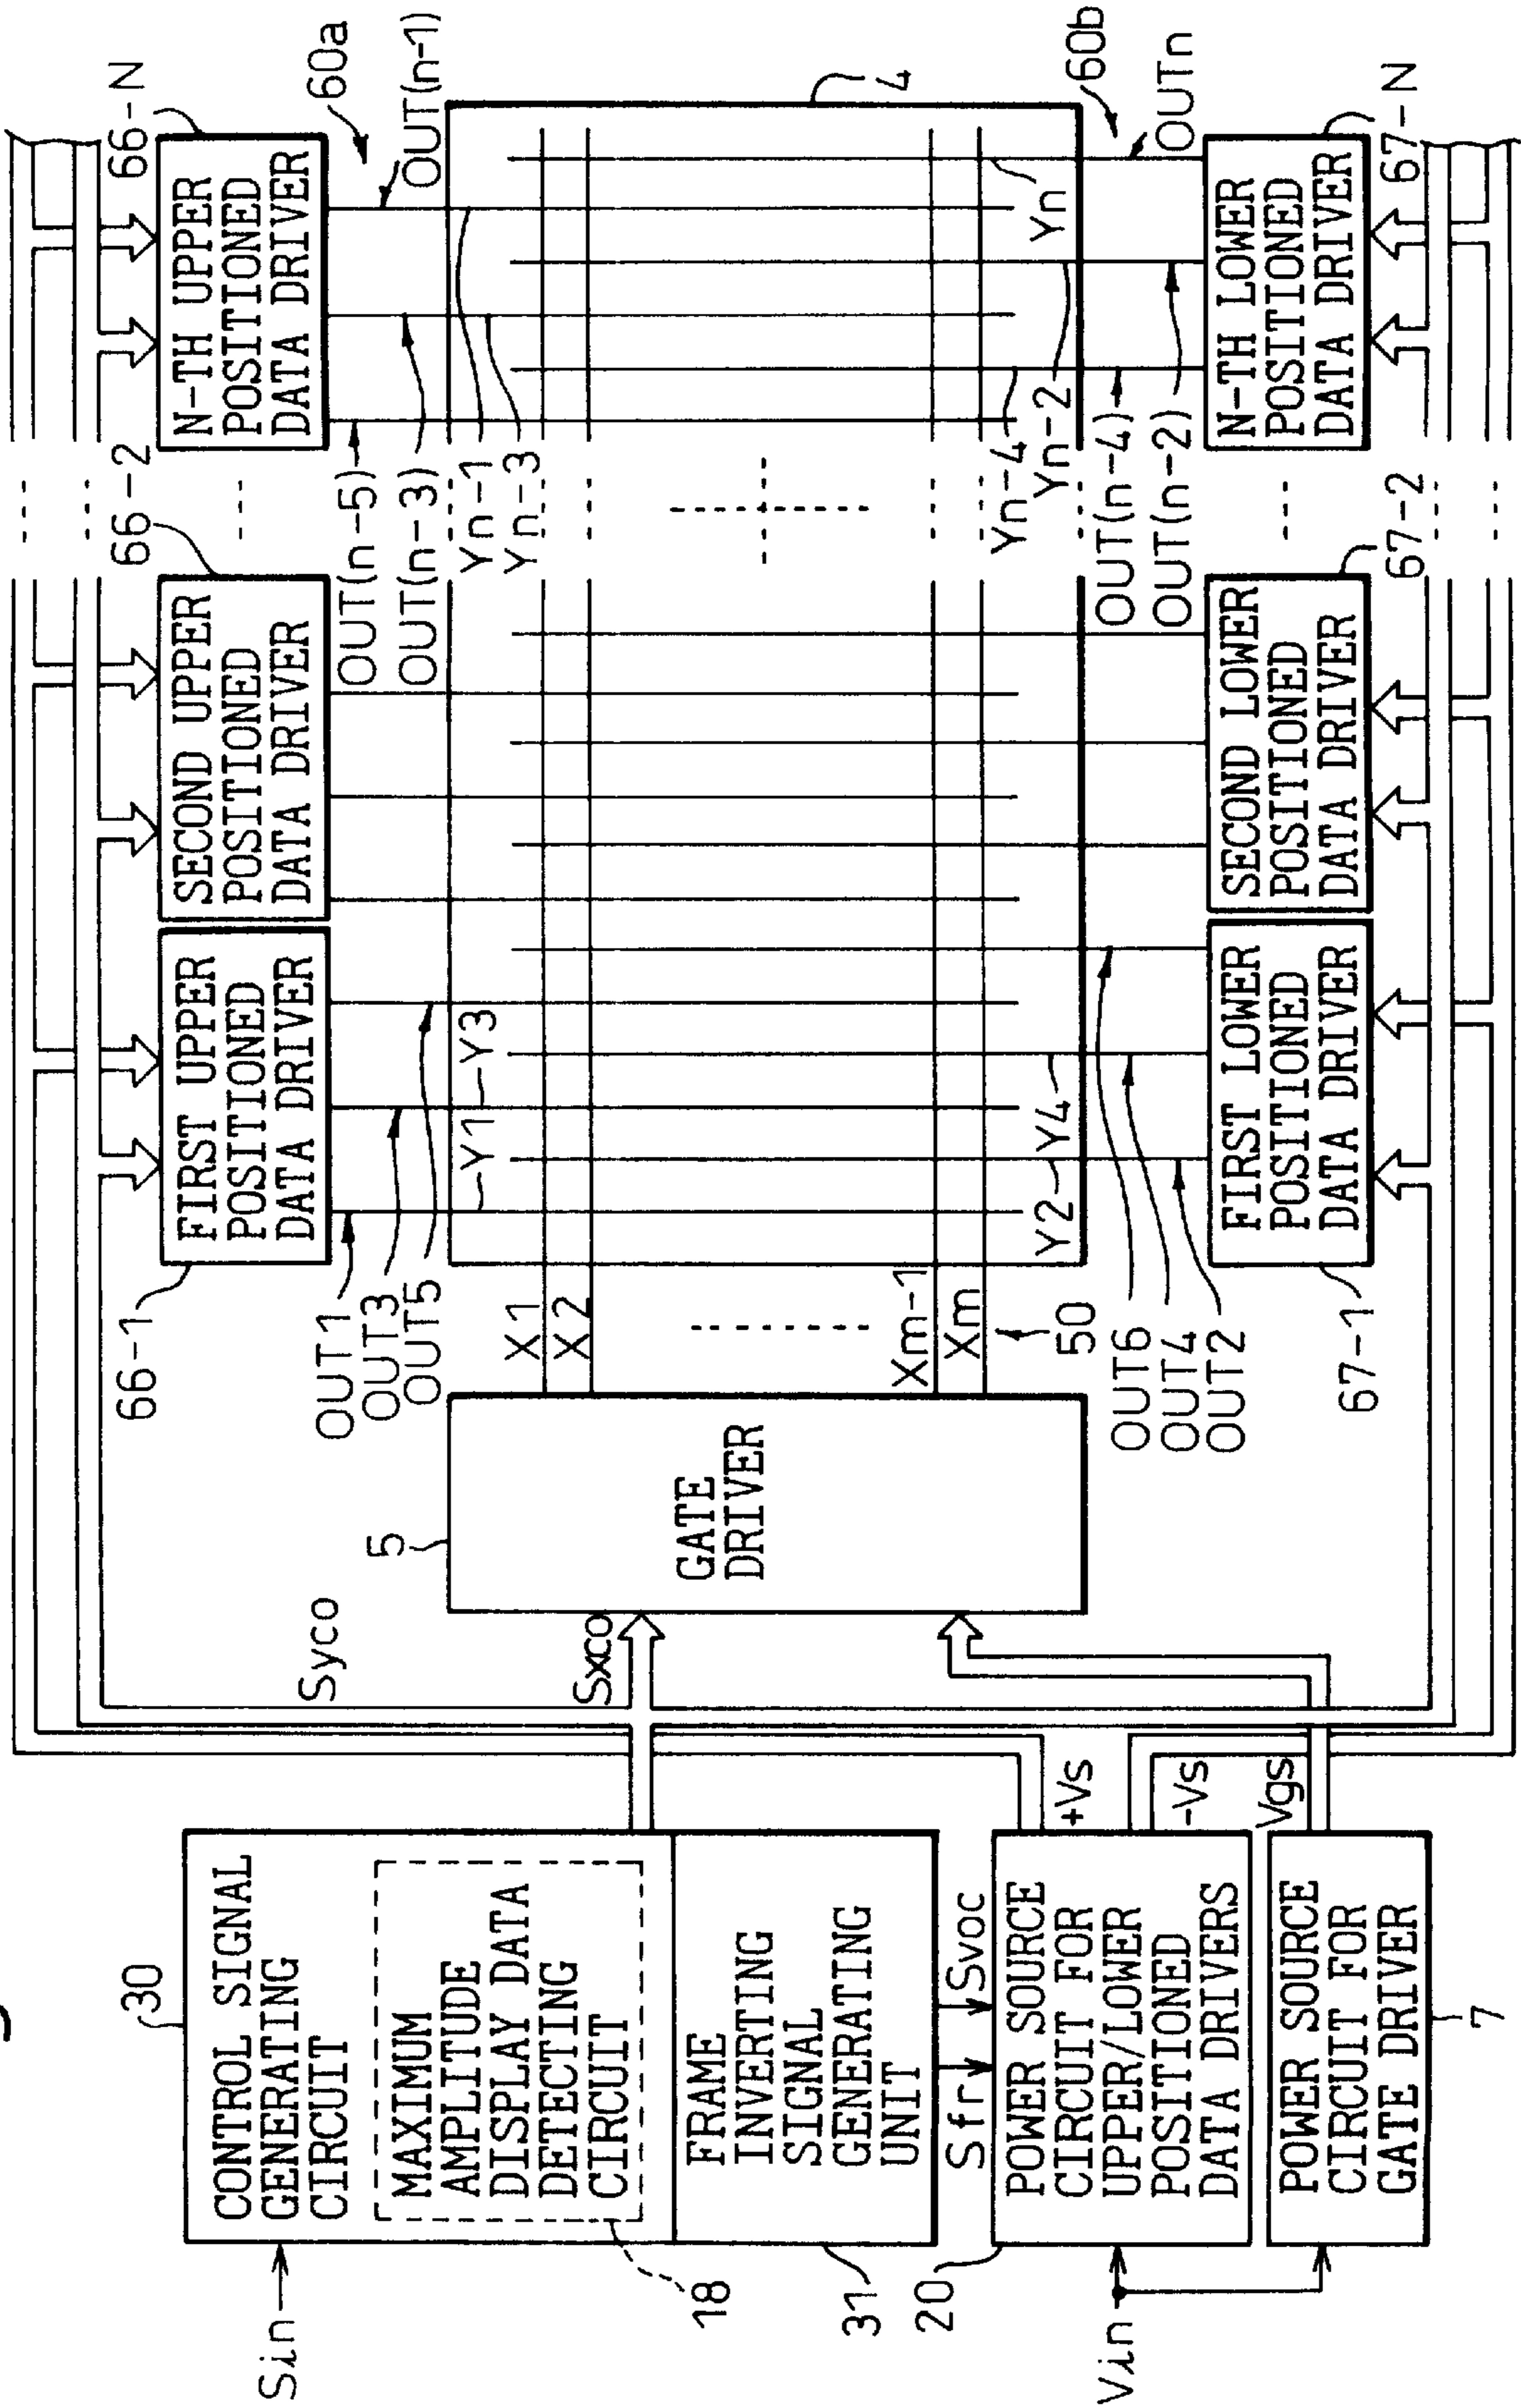 Sin
30
CONTROL SIGNAL
GENERATING
CIRCUIT
MAXIMUM
AMPLITUDE
DISPLAY DATA
DETECTING
CIRCUIT
18
FRAME
INVERTING
SIGNAL
GENERATING
UNIT
31
Sfr
Svoc
20
POWER SOURCE
CIRCUIT FOR
UPPER/LOWER
POSITIONED
DATA DRIVERS
Vin
POWER SOURCE
CIRCUIT FOR
GATE DRIVER
7
+Vs
-Vs
Vgs
Syco
Sxco
5
GATE
DRIVER
66-1
FIRST UPPER
POSITIONED
DATA DRIVER
66-2
SECOND UPPER
POSITIONED
DATA DRIVER
66-N
N-TH UPPER
POSITIONED
DATA DRIVER
60a
OUT1
OUT3
OUT5
OUT(n-5)
OUT(n-3)
OUT(n-1)
X1
X2
Xm-1
Xm
50
Y1
Y3
Yn-1
Yn-3
4
Y2
Y4
Yn-4
Yn-2
Yn
OUT6
OUT4
OUT2
OUT(n-4)
OUT(n-2)
OUTn
60b
67-1
FIRST LOWER
POSITIONED
DATA DRIVER
67-2
SECOND LOWER
POSITIONED
DATA DRIVER
67-N
N-TH LOWER
POSITIONED
DATA DRIVER